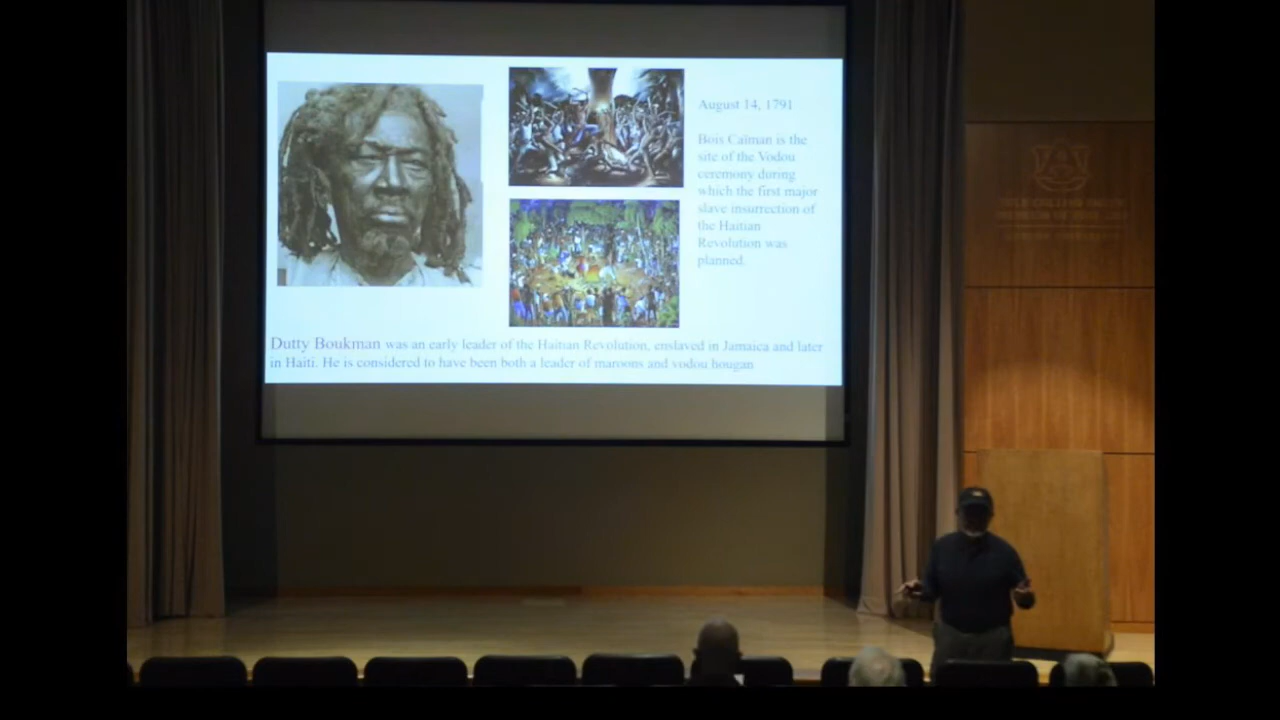 August 14, 1791
Bois Caïman is the
site of the Vodou
ceremony during
which the first major
slave insurrection of
the Haitian
Revolution was
planned.
Dutty Boukman was an early leader of the Haitian Revolution, enslaved in Jamaica and later
in Haiti. He is considered to have been both a leader of maroons and vodou hougan